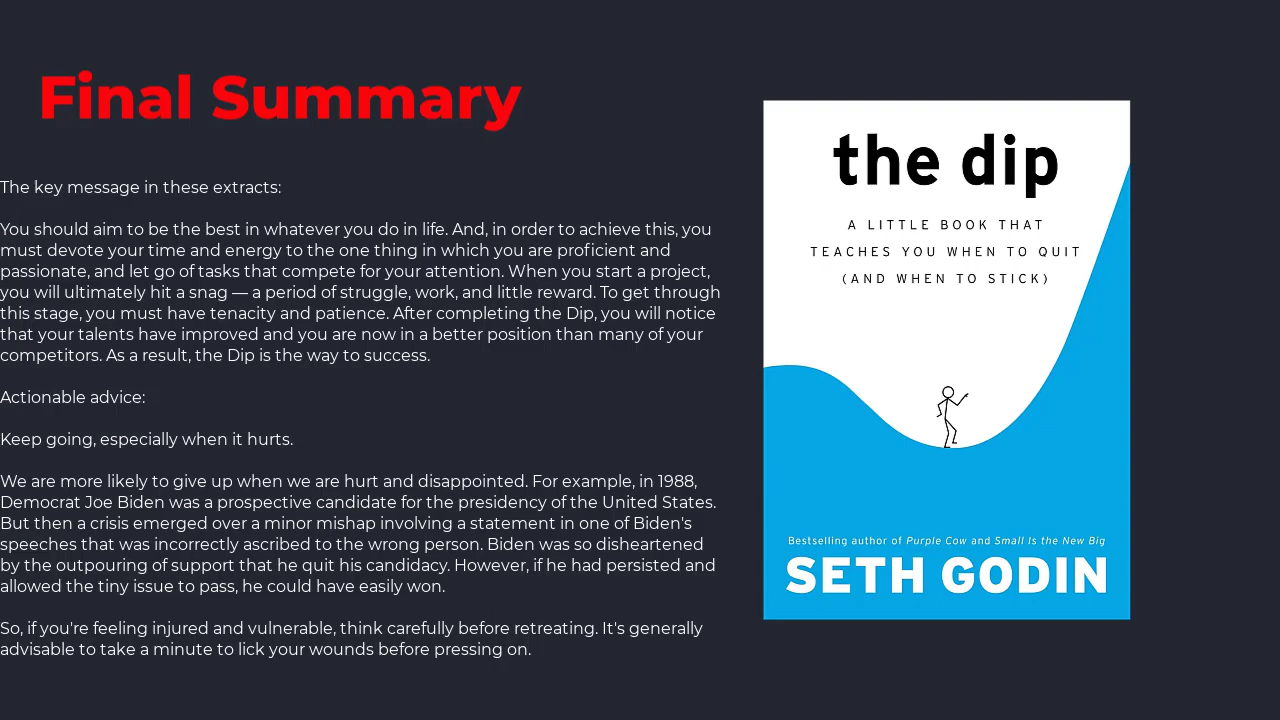 Final Summary
The key message in these extracts:
You should aim to be the best in whatever you do in life. And, in order to achieve this, you
must devote your time and energy to the one thing in which you are proficient and
passionate, and let go of tasks that compete for your attention. When you start a project,
you will ultimately hit a snag — a period of struggle, work, and little reward. To get through
this stage, you must have tenacity and patience. After completing the Dip, you will notice
that your talents have improved and you are now in a better position than many of your
competitors. As a result, the Dip is the way to success.
Actionable advice:
Keep going, especially when it hurts.
We are more likely to give up when we are hurt and disappointed. For example, in 1988,
Democrat Joe Biden was a prospective candidate for the presidency of the United States.
But then a crisis emerged over a minor mishap involving a statement in one of Biden's
speeches that was incorrectly ascribed to the wrong person. Biden was so disheartened
by the outpouring of support that he quit his candidacy. However, if he had persisted and
allowed the tiny issue to pass, he could have easily won.
So, if you're feeling injured and vulnerable, think carefully before retreating. It's generally
advisable to take a minute to lick your wounds before pressing on.
the dip
A LITTLE BOOK THAT
TEACHES YOU WHEN TO QUIT
(AND WHEN TO STICK)
Bestselling author of Purple Cow and Small Is the New Big
SETH GODIN